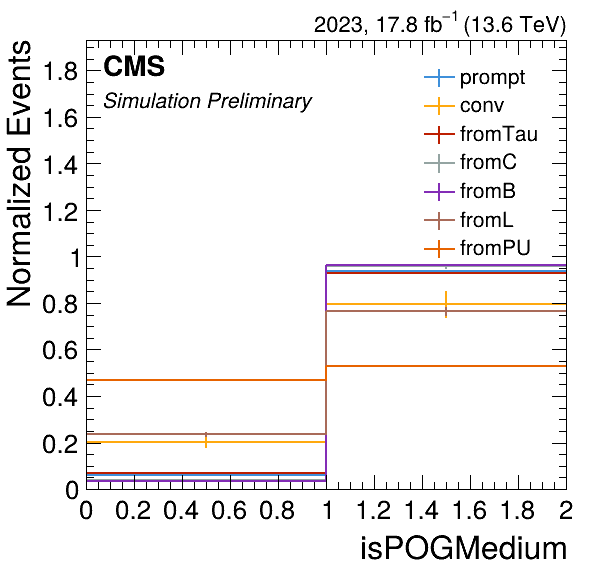 2023, 17.8 fb⁻¹ (13.6 TeV)
CMS
Simulation Preliminary
prompt
conv
fromTau
fromC
fromB
fromL
fromPU
Normalized Events
1.8
1.6
1.4
1.2
1
0.8
0.6
0.4
0.2
0
0 0.2 0.4 0.6 0.8 1 1.2 1.4 1.6 1.8 2
isPOGMedium